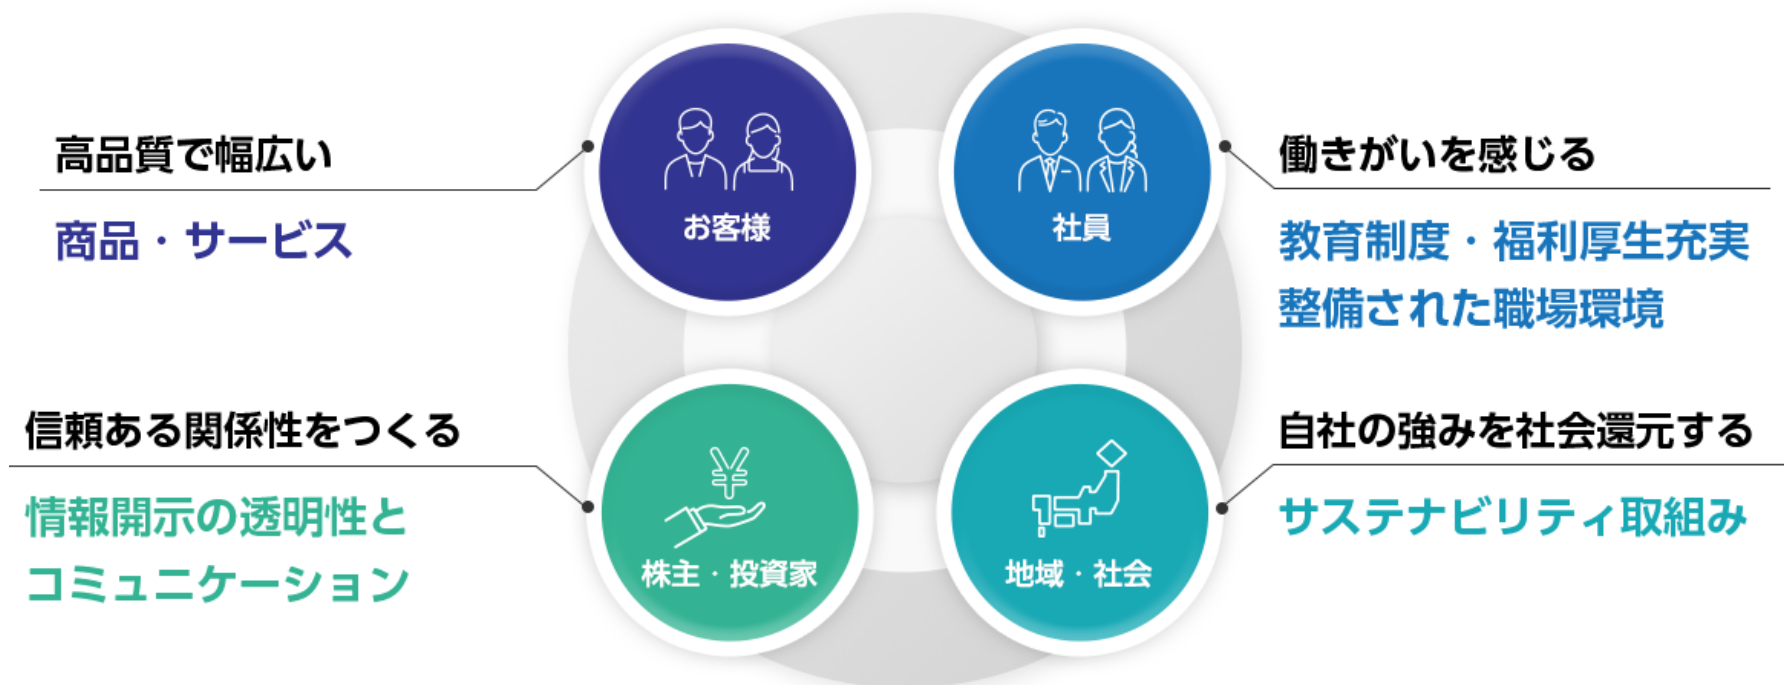 高品質で幅広い
商品・サービス
お客様
社員
働きがいを感じる
教育制度・福利厚生充実
整備された職場環境
信頼ある関係性をつくる
情報開示の透明性と
コミュニケーション
株主・投資家
地域・社会
自社の強みを社会還元する
サステナビリティ取組み